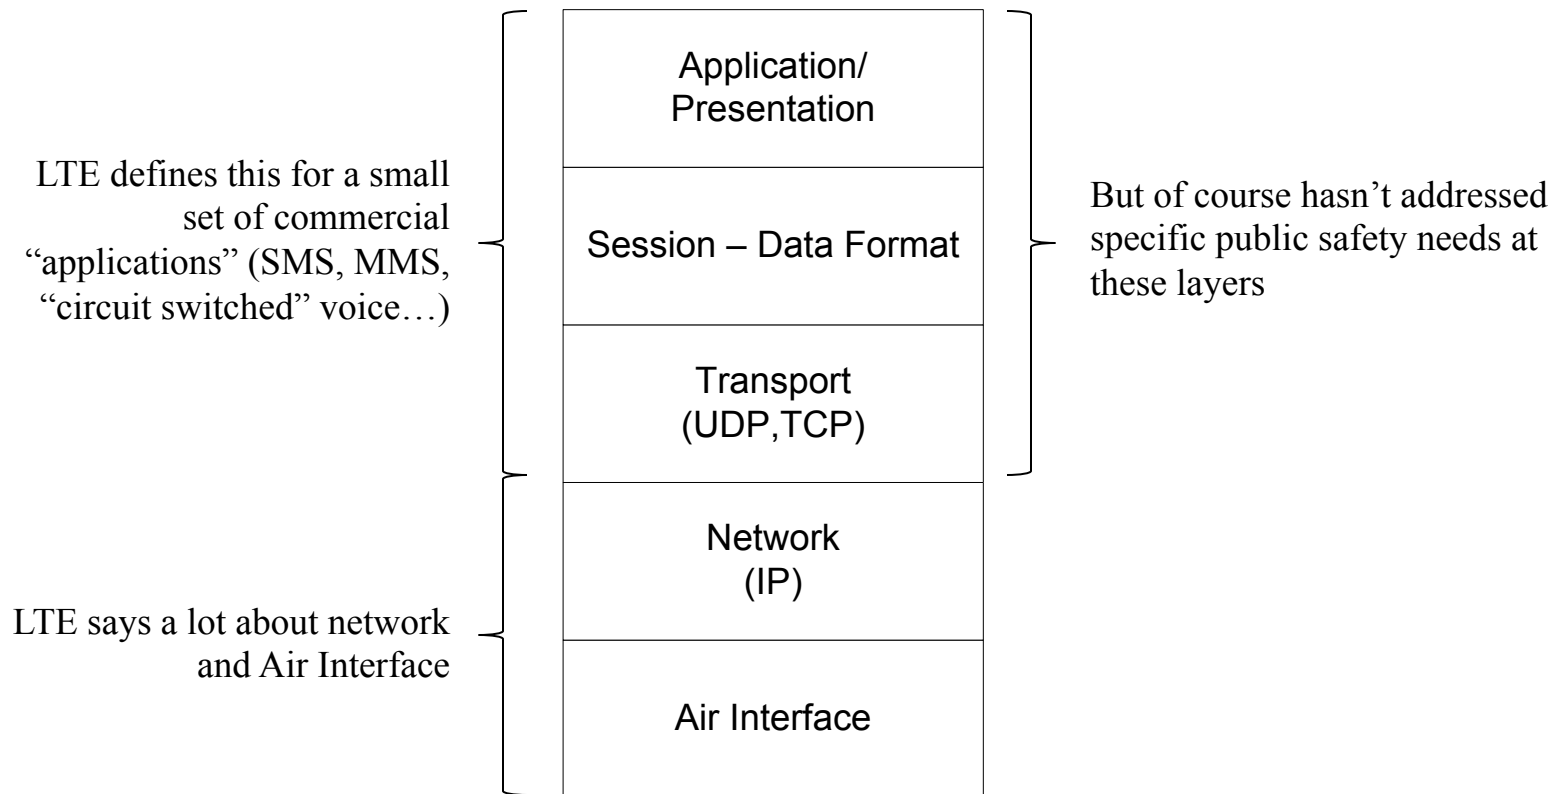 Application/
Presentation
LTE defines this for a small
set of commercial
“applications” (SMS, MMS,
“circuit switched” voice…)
Session – Data Format
But of course hasn’t addressed
specific public safety needs at
these layers
Transport
(UDP,TCP)
Network
(IP)
LTE says a lot about network
and Air Interface
Air Interface